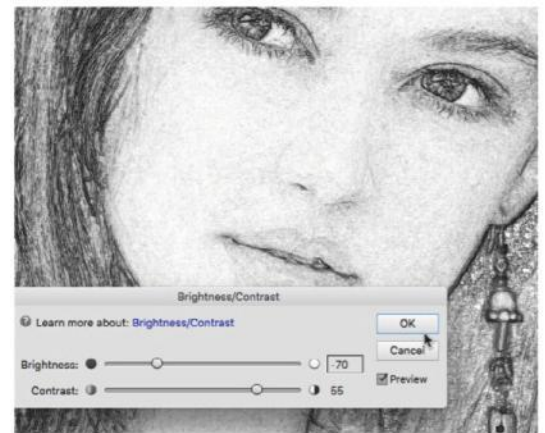 Brightness/Contrast
Learn more about: Brightness/Contrast
OK
Cancel
Brightness: -70
Preview
Contrast: 55